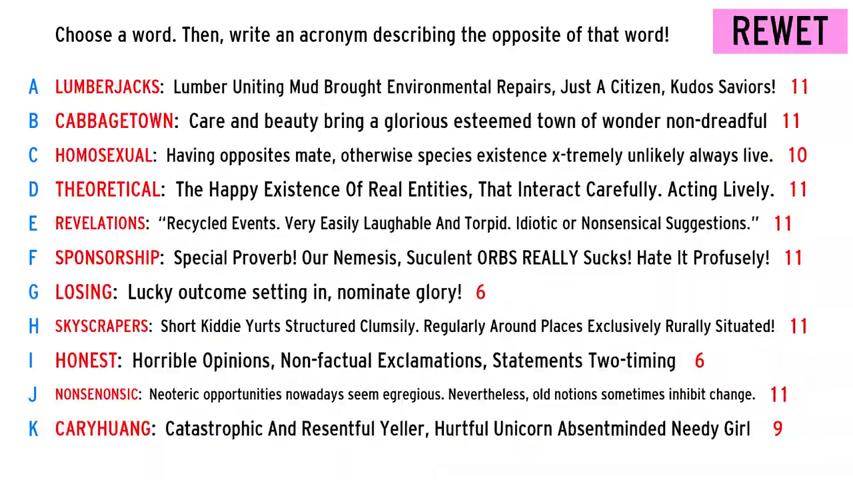 Choose a word. Then, write an acronym describing the opposite of that word!
REWET
A LUMBERJACKS: Lumber Uniting Mud Brought Environmental Repairs, Just A Citizen, Kudos Saviors! 11
B CABBAGETOWN: Care and beauty bring a glorious esteemed town of wonder non-dreadful 11
C HOMOSEXUAL: Having opposites mate, otherwise species existence x-tremely unlikely always live. 10
D THEORETICAL: The Happy Existence Of Real Entities, That Interact Carefully. Acting Lively. 11
E REVELATIONS: “Recycled Events. Very Easily Laughable And Torpid. Idiotic or Nonsensical Suggestions.” 11
F SPONSORSHIP: Special Proverb! Our Nemesis, Suculent ORBS REALLY Sucks! Hate It Profusely! 11
G LOSING: Lucky outcome setting in, nominate glory! 6
H SKYSCRAPERS: Short Kiddie Yurts Structured Clumsily. Regularly Around Places Exclusively Rurally Situated! 11
I HONEST: Horrible Opinions, Non-factual Exclamations, Statements Two-timing 6
J NONSENONSIC: Neoteric opportunities nowadays seem egregious. Nevertheless, old notions sometimes inhibit change. 11
K CARYHUANG: Catastrophic And Resentful Yeller, Hurtful Unicorn Absentminded Needy Girl 9